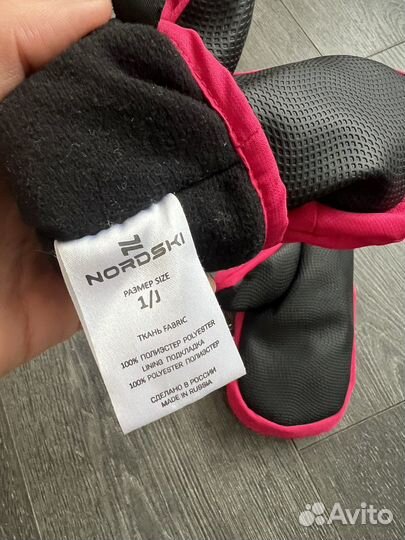 NORDSKI
РАЗМЕР SIZE
1/J
ТКАНЬ FABRIC
100% ПОЛИЭСТЕР POLYESTER
LINING ПОДКЛАДКА
100% POLYESTER ПОЛИЭСТЕР
СДЕЛАНО В РОССИИ
MADE IN RUSSIA
Avito